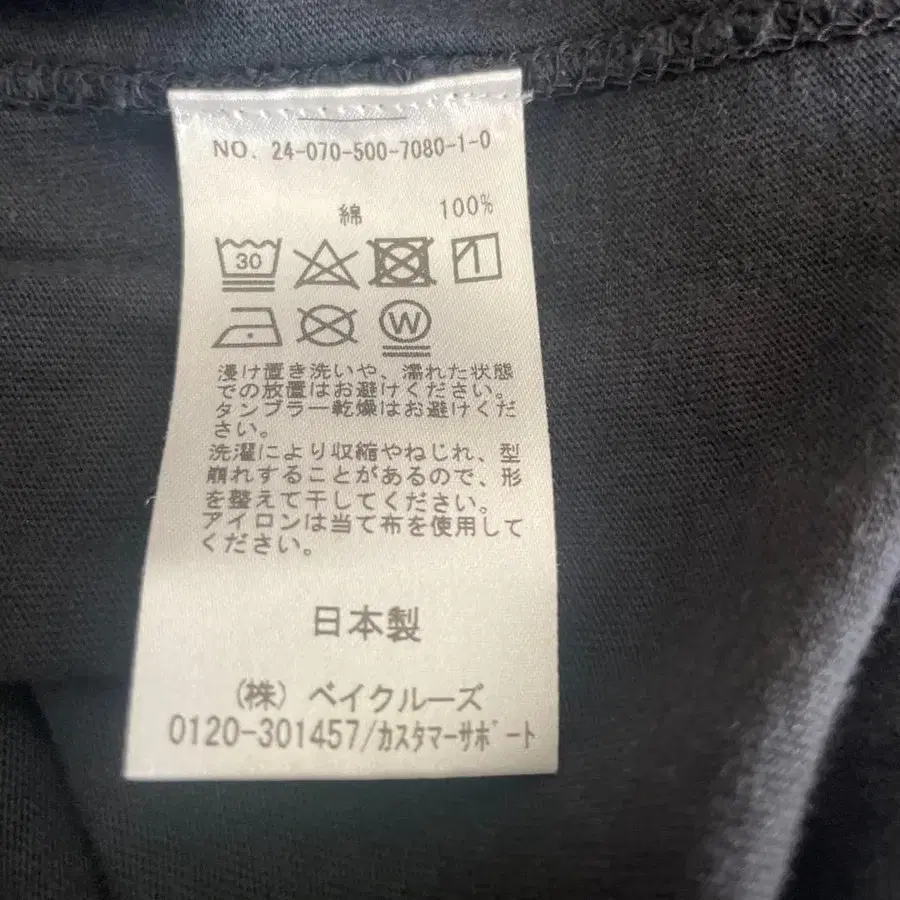 NO. 24-070-500-7080-1-0
綿 100%
30
W
浸け置き洗いや、濡れた状態
での放置はお避けください。
タンブラー乾燥はお避けくだ
さい。
洗濯により収縮やねじれ、型
崩れすることがあるので、形
を整えて干してください。
アイロンは当て布を使用して
ください。
日本製
(株) ベイクルーズ
0120-301457/カスタマーサポート